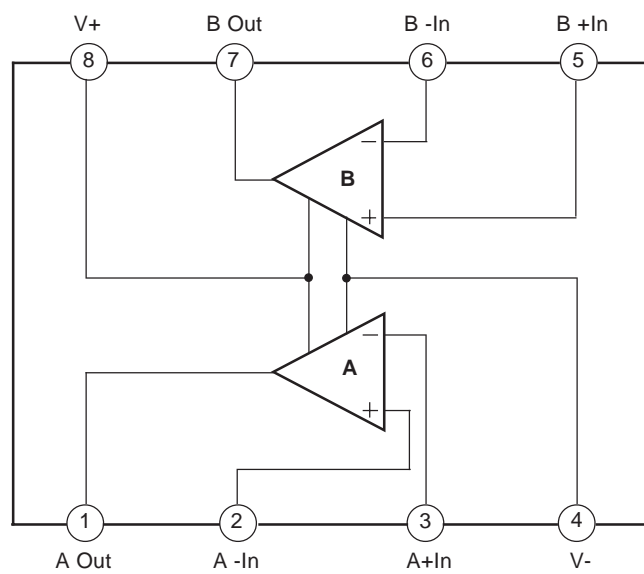 V+ B Out B -In B +In
8 7 6 5
− 
B
+
−
A
+
1 2 3 4
A Out A -In A+In V-